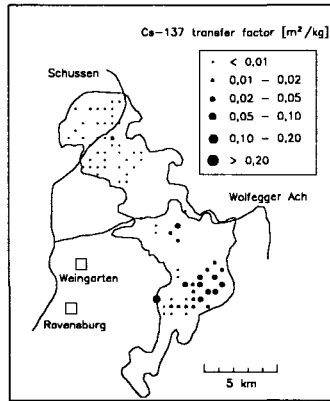 Cs-137 transfer factor [m²/kg]
< 0,01
0,01 - 0,02
0,02 - 0,05
0,05 - 0,10
0,10 - 0,20
> 0,20
Schussen
Wolfegger Ach
Weingarten
Ravensburg
5 km